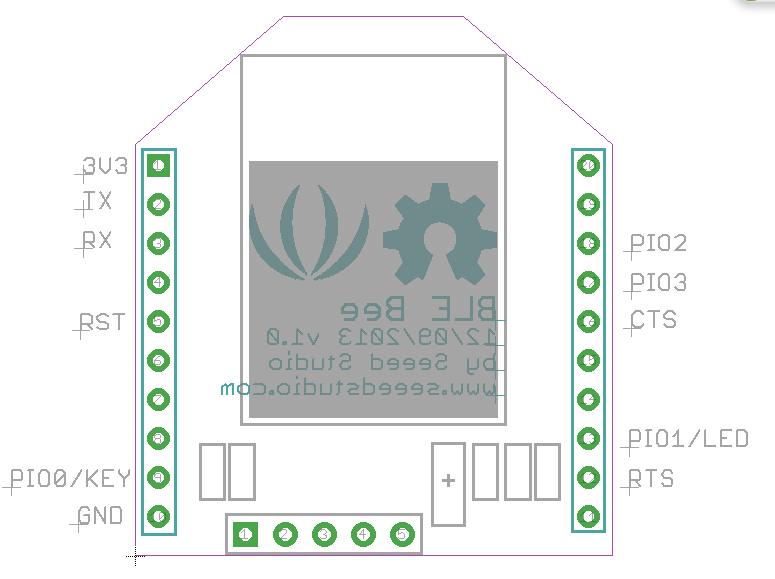 3V3
TX
RX
RST
PIO0/KEY
GND
BLE Bee
12/09/2013 v1.0
by Seeed Studio
www.seeedstudio.com
PIO2
PIO3
CTS
PIO1/LED
RTS
1 2 3 4 5